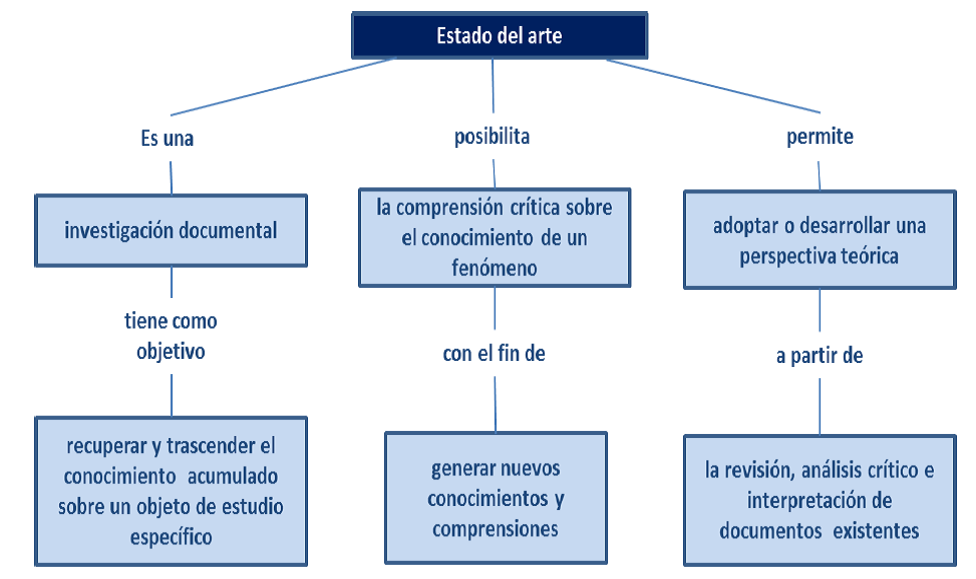 Estado del arte
Es una
posibilita
permite
investigación documental
la comprensión crítica sobre
el conocimiento de un
fenómeno
adoptar o desarrollar una
perspectiva teórica
tiene como
objetivo
con el fin de
a partir de
recuperar y trascender el
conocimiento acumulado
sobre un objeto de estudio
específico
generar nuevos
conocimientos y
comprensiones
la revisión, análisis crítico e
interpretación de
documentos existentes